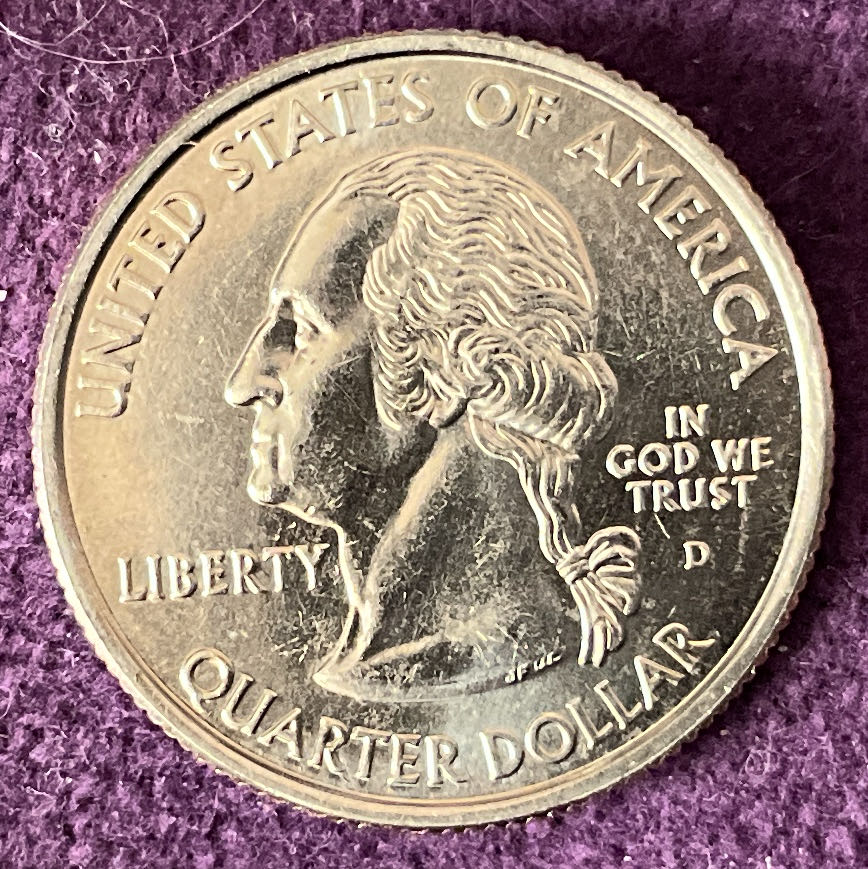 UNITED STATES OF AMERICA
IN
GOD WE
TRUST
D
LIBERTY
QUARTER DOLLAR